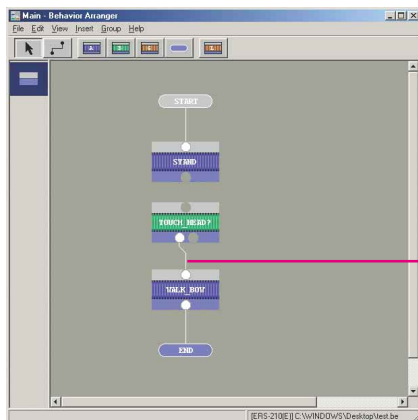 Main - Behavior Arranger
File Edit View Insert Group Help
START
STAND
TOUCH_HEAD?
WALK_BOW
END
[ERS-210(E)] C:\WINDOWS\Desktop\test.be